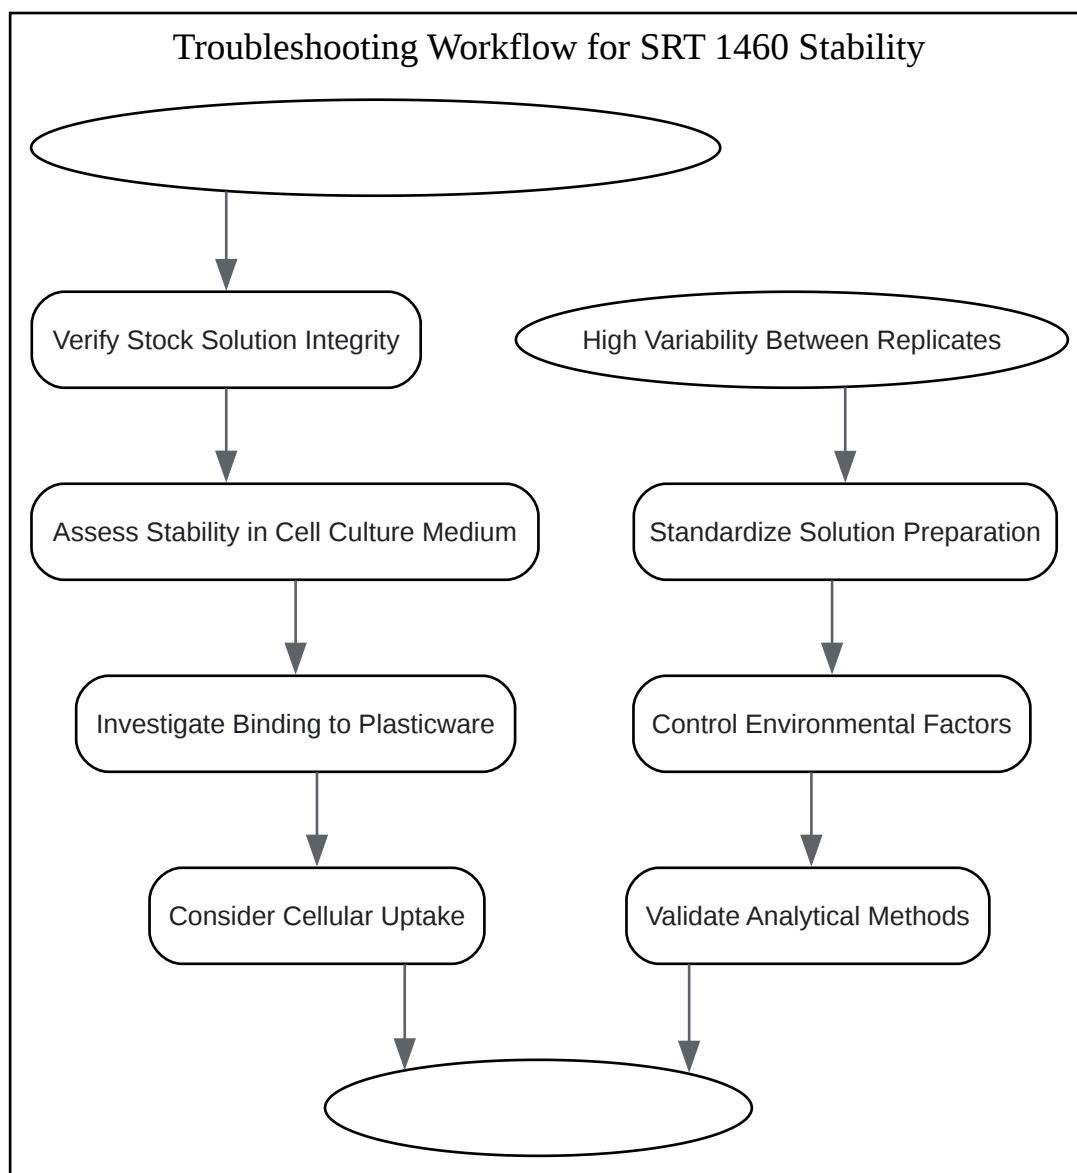 Troubleshooting Workflow for SRT 1460 Stability
Verify Stock Solution Integrity
High Variability Between Replicates
Assess Stability in Cell Culture Medium
Standardize Solution Preparation
Investigate Binding to Plasticware
Control Environmental Factors
Consider Cellular Uptake
Validate Analytical Methods